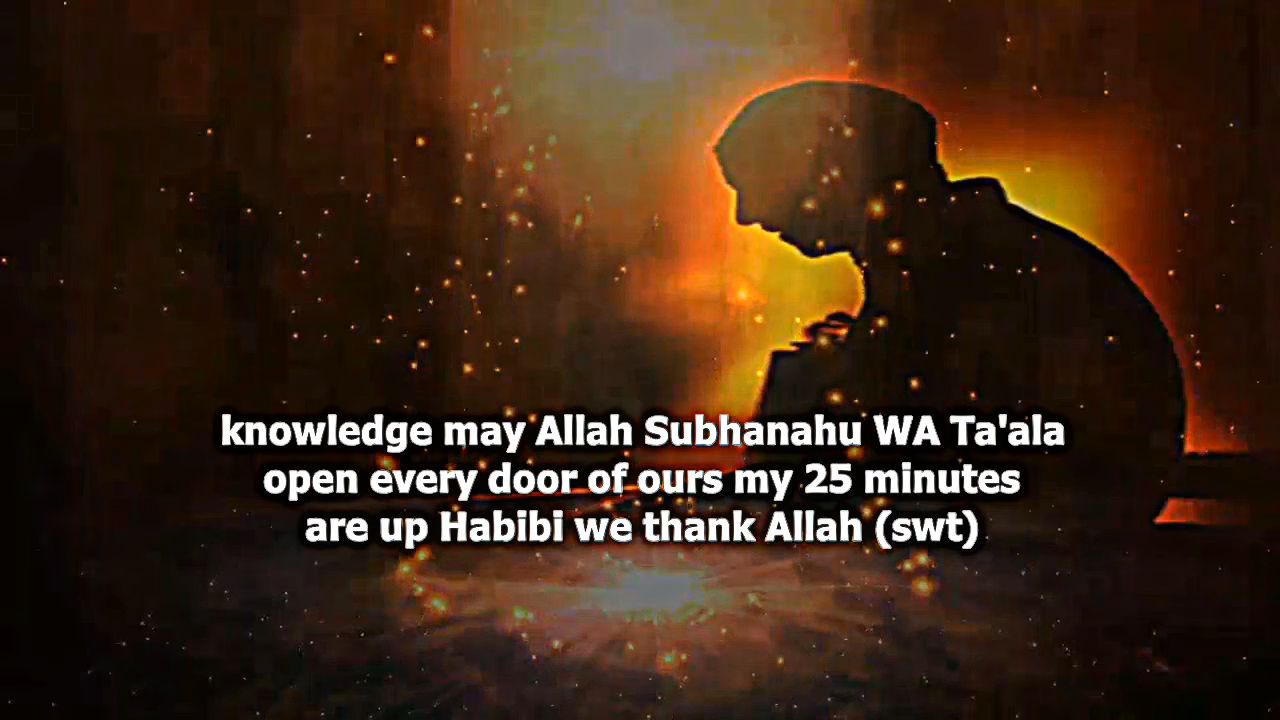 knowledge may Allah Subhanahu WA Ta'ala
open every door of ours my 25 minutes
are up Habibi we thank Allah (swt)